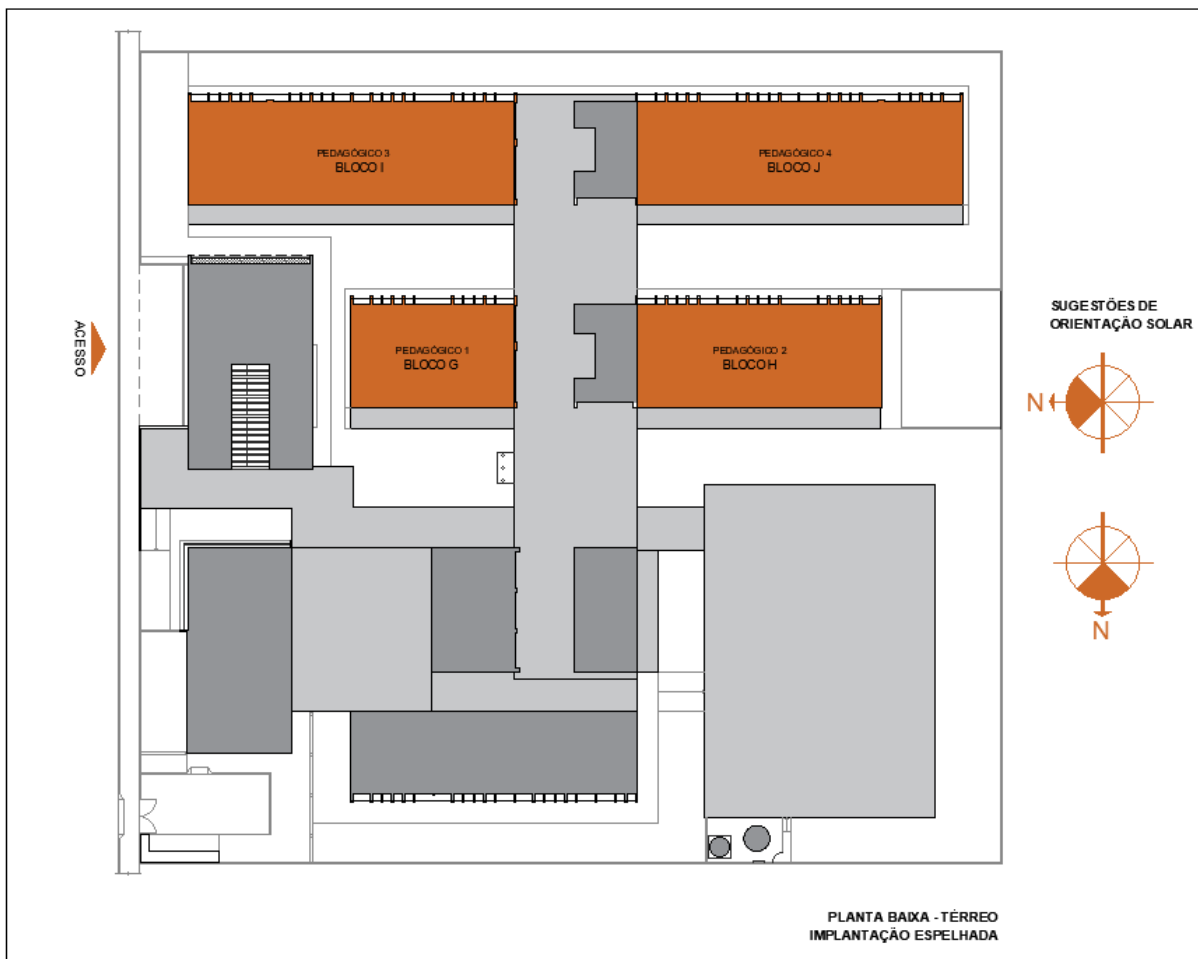 PEDAGÓGICO 3
BLOCO I
PEDAGÓGICO 4
BLOCO J
ACESSO
PEDAGÓGICO 1
BLOCO G
PEDAGÓGICO 2
BLOCO H
SUGESTÕES DE
ORIENTAÇÃO SOLAR
N
N
PLANTA BAIXA - TÉRREO
IMPLANTAÇÃO ESPELHADA